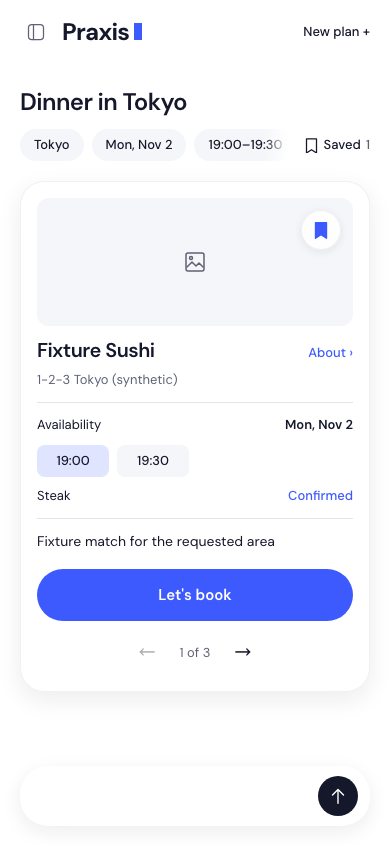 Praxis
New plan +
Dinner in Tokyo
Tokyo
Mon, Nov 2
19:00–19:30
Saved 1
Fixture Sushi
About ›
1-2-3 Tokyo (synthetic)
Availability
Mon, Nov 2
19:00
19:30
Steak
Confirmed
Fixture match for the requested area
Let's book
← 1 of 3 →